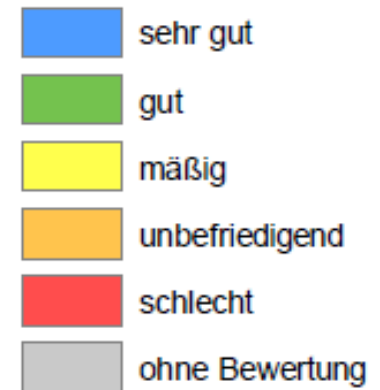 sehr gut
gut
mäßig
unbefriedigend
schlecht
ohne Bewertung